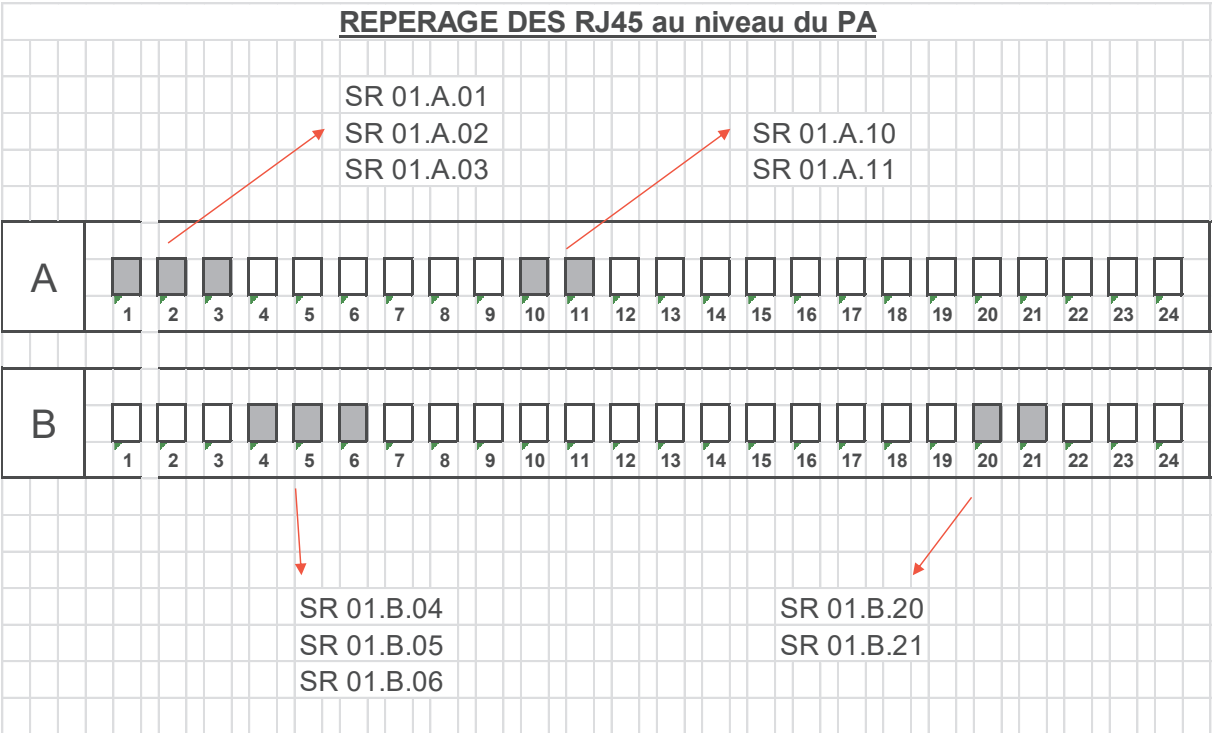 REPERAGE DES RJ45 au niveau du PA
SR 01.A.01
SR 01.A.02
SR 01.A.03
SR 01.A.10
SR 01.A.11
A
1 2 3 4 5 6 7 8 9 10 11 12 13 14 15 16 17 18 19 20 21 22 23 24
B
1 2 3 4 5 6 7 8 9 10 11 12 13 14 15 16 17 18 19 20 21 22 23 24
SR 01.B.04
SR 01.B.05
SR 01.B.06
SR 01.B.20
SR 01.B.21